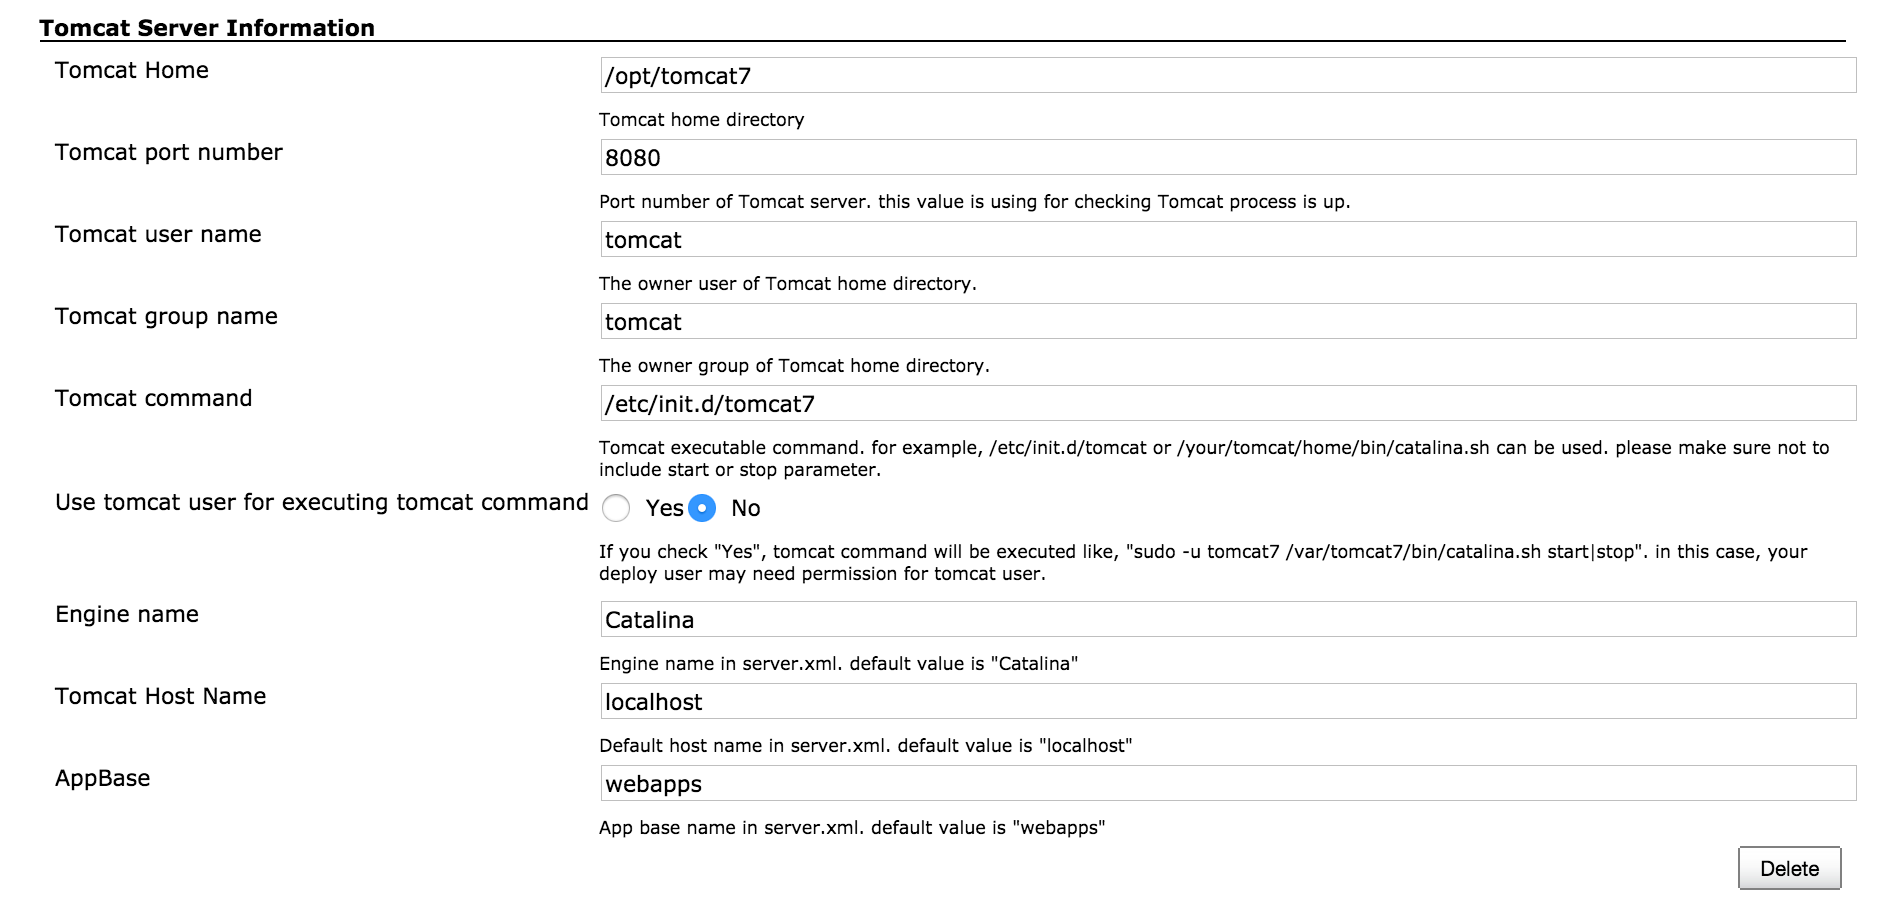 Tomcat Server Information
Tomcat Home
/opt/tomcat7
Tomcat home directory
Tomcat port number
8080
Port number of Tomcat server. this value is using for checking Tomcat process is up.
Tomcat user name
tomcat
The owner user of Tomcat home directory.
Tomcat group name
tomcat
The owner group of Tomcat home directory.
Tomcat command
/etc/init.d/tomcat7
Tomcat executable command. for example, /etc/init.d/tomcat or /your/tomcat/home/bin/catalina.sh can be used. please make sure not to
include start or stop parameter.
Use tomcat user for executing tomcat command
Yes No
If you check "Yes", tomcat command will be executed like, "sudo -u tomcat7 /var/tomcat7/bin/catalina.sh start|stop". in this case, your
deploy user may need permission for tomcat user.
Engine name
Catalina
Engine name in server.xml. default value is "Catalina"
Tomcat Host Name
localhost
Default host name in server.xml. default value is "localhost"
AppBase
webapps
App base name in server.xml. default value is "webapps"
Delete